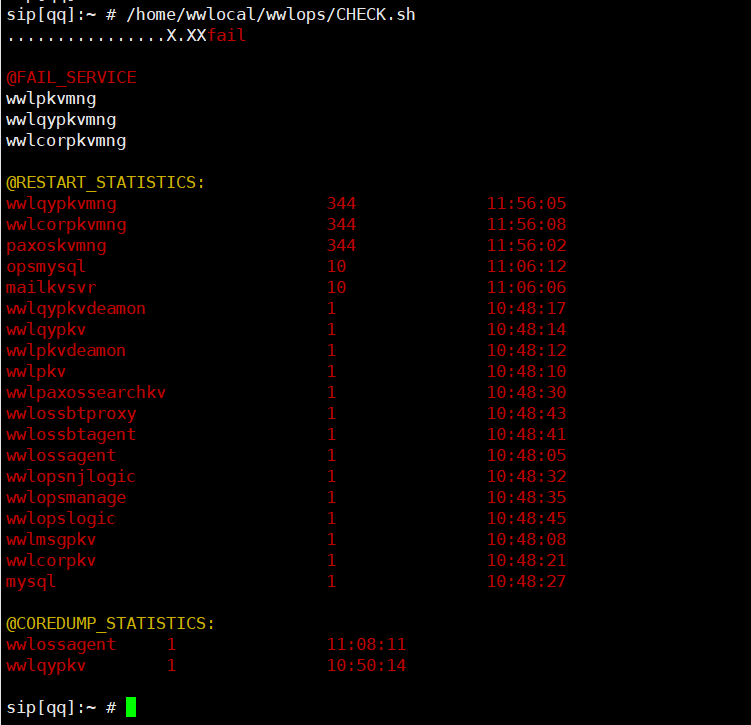 sip[qq]:~ # /home/wwlocal/wwlops/CHECK.sh
................X.XXfail
@FAIL_SERVICE
wwlpkvmng
wwlqypkvmng
wwlcorpkvmng
@RESTART_STATISTICS:
wwlqypkvmng 344 11:56:05
wwlcorpkvmng 344 11:56:08
paxoskvmng 344 11:56:02
opsmysql 10 11:06:12
mailkvsvr 10 11:06:06
wwlqypkvdeamon 1 10:48:17
wwlqypkv 1 10:48:14
wwlpkvdeamon 1 10:48:12
wwlpkv 1 10:48:10
wwlpaxossearchkv 1 10:48:30
wwlossbtproxy 1 10:48:43
wwlossbtagent 1 10:48:41
wwlossagent 1 10:48:05
wwlopsnjlogic 1 10:48:32
wwlopsmanage 1 10:48:35
wwlopslogic 1 10:48:45
wwlmsgpkv 1 10:48:08
wwlcorpkv 1 10:48:21
mysql 1 10:48:27
@COREDUMP_STATISTICS:
wwlossagent 1 11:08:11
wwlqypkv 1 10:50:14
sip[qq]:~ #